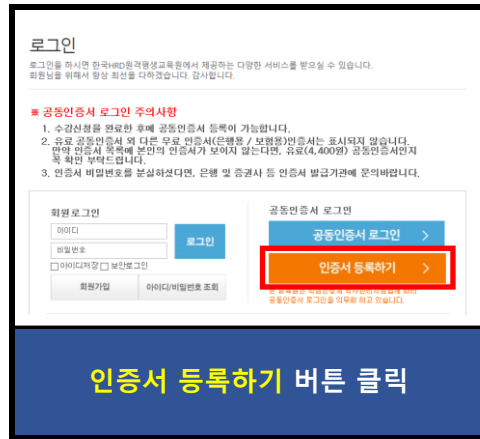 로그인
로그인을 하시면 한국HRD원격평생교육원에서 제공하는 다양한 서비스를 받으실 수 있습니다.
회원님을 위해서 항상 최선을 다하겠습니다. 감사합니다.
※ 공동인증서 로그인 주의사항
1. 수강신청을 완료한 후에 공동인증서 등록이 가능합니다.
2. 유료 공동인증서 외 다른 무료 인증서(은행용 / 보험용)인증서는 표시되지 않습니다.
만약 인증서 목록에 본인의 인증서가 보이지 않는다면, 유료(4,400원) 공동인증서인지
꼭 확인 부탁드립니다.
3. 인증서 비밀번호를 분실하셨다면, 은행 및 증권사 등 인증서 발급기관에 문의바랍니다.
회원로그인
아이디
비밀번호
로그인
아이디저장 보안로그인
회원가입 아이디/비밀번호 조회
공동인증서 로그인
공동인증서 로그인 >
인증서 등록하기 >
공동인증서 로그인을 의무화 하고 있습니다.
인증서 등록하기 버튼 클릭